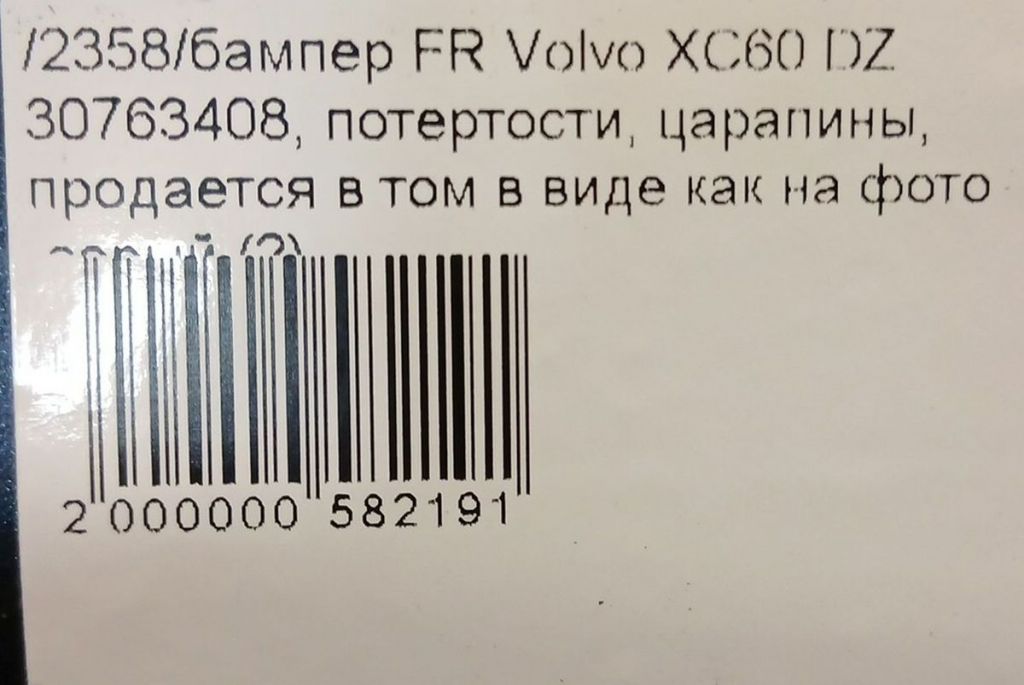 /2358/бампер FR Volvo XC60 DZ
30763408, потертости, царапины,
продается в том в виде как на фото
2 000000 582191